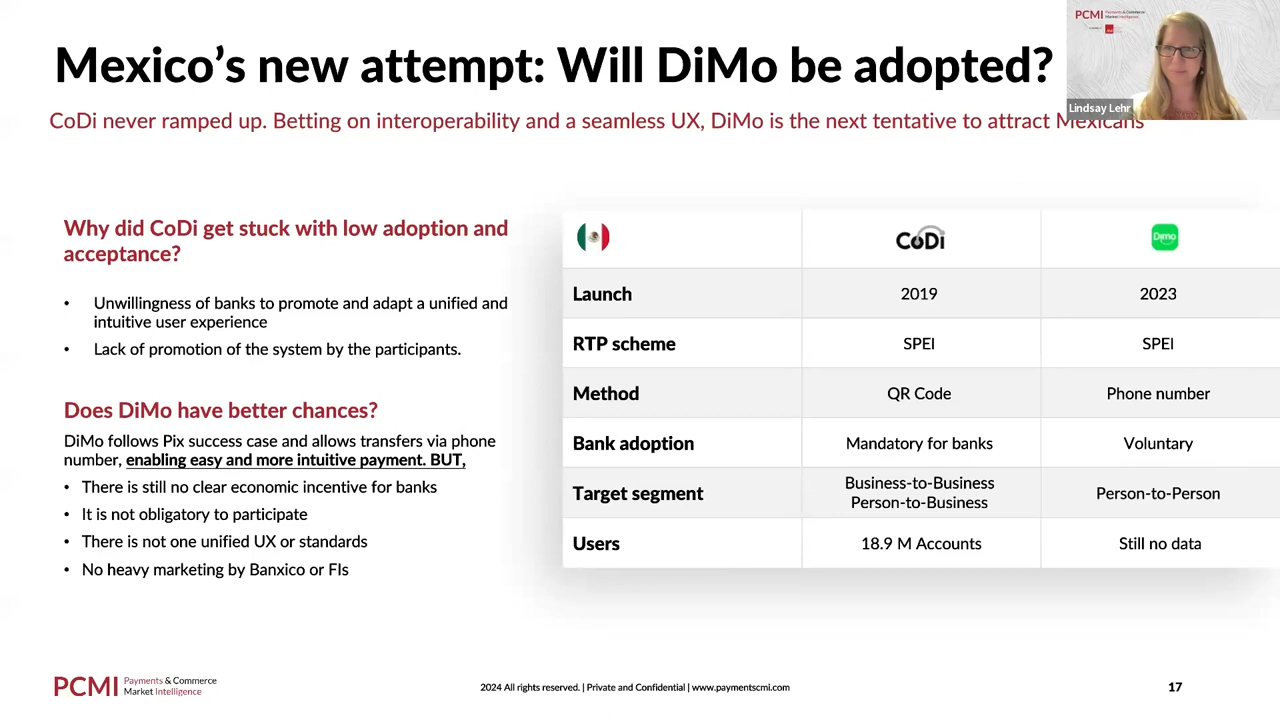 PCMI Payments & Commerce
Market Intelligence
Mexico's new attempt: Will DiMo be adopted?
Lindsay Lehr
CoDi never ramped up. Betting on interoperability and a seamless UX, DiMo is the next tentative to attract Mexicans
Why did CoDi get stuck with low adoption and
acceptance?
• Unwillingness of banks to promote and adapt a unified and
intuitive user experience
• Lack of promotion of the system by the participants.
Does DiMo have better chances?
DiMo follows Pix success case and allows transfers via phone
number, enabling easy and more intuitive payment. BUT,
• There is still no clear economic incentive for banks
• It is not obligatory to participate
• There is not one unified UX or standards
• No heavy marketing by Banxico or FIs
CoDi Dimo
Launch 2019 2023
RTP scheme SPEI SPEI
Method QR Code Phone number
Bank adoption Mandatory for banks Voluntary
Target segment Business-to-Business
Person-to-Business Person-to-Person
Users 18.9 M Accounts Still no data
PCMI Payments & Commerce
Market Intelligence
2024 All rights reserved. | Private and Confidential | www.paymentscmi.com
17